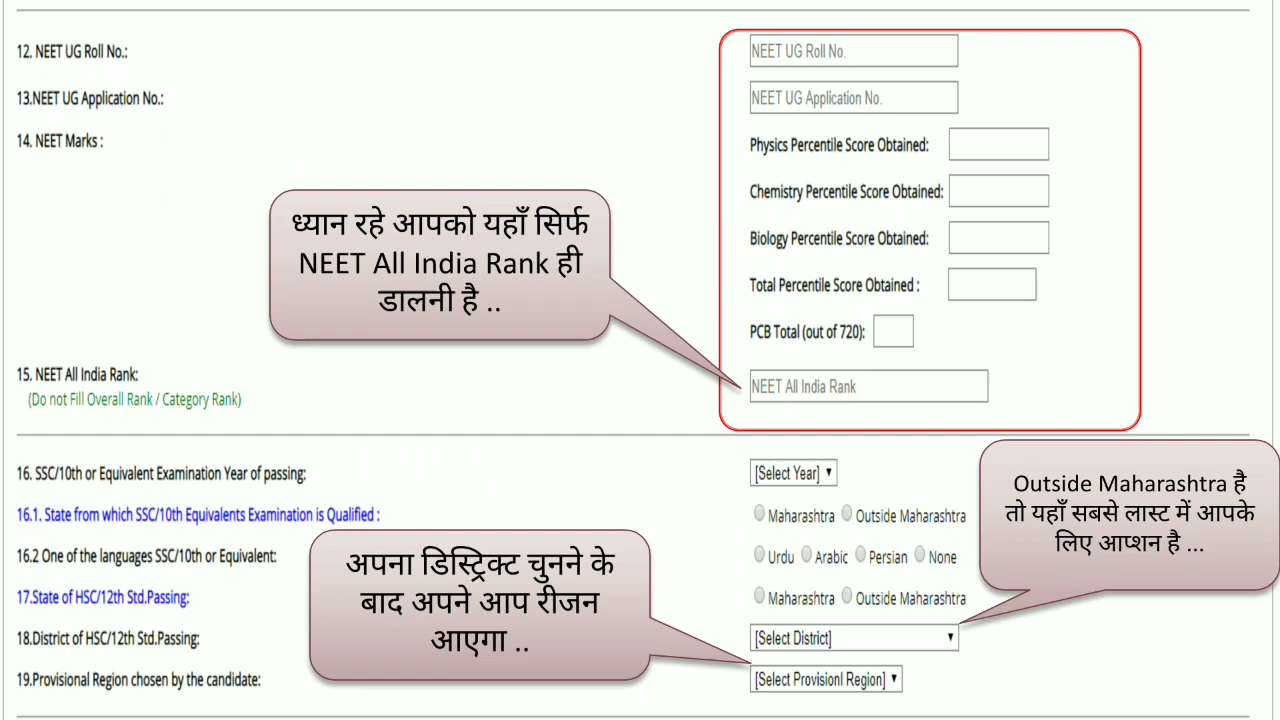 12. NEET UG Roll No.:
NEET UG Roll No.
13.NEET UG Application No.:
NEET UG Application No.
14. NEET Marks :
Physics Percentile Score Obtained:
Chemistry Percentile Score Obtained:
Biology Percentile Score Obtained:
Total Percentile Score Obtained :
PCB Total (out of 720):
ध्यान रहे आपको यहाँ सिर्फ
NEET All India Rank ही
डालनी है ..
15. NEET All India Rank:
NEET All India Rank
(Do not Fill Overall Rank / Category Rank)
16. SSC/10th or Equivalent Examination Year of passing:
[Select Year]
16.1. State from which SSC/10th Equivalents Examination is Qualified :
Maharashtra Outside Maharashtra
16.2 One of the languages SSC/10th or Equivalent:
Urdu Arabic Persian None
17.State of HSC/12th Std.Passing:
Maharashtra Outside Maharashtra
18.District of HSC/12th Std.Passing:
[Select District]
19.Provisional Region chosen by the candidate:
[Select Provisionl Region]
Outside Maharashtra है
तो यहाँ सबसे लास्ट में आपके
लिए आप्शन है ...
अपना डिस्ट्रिक्ट चुनने के
बाद अपने आप रीजन
आएगा ..